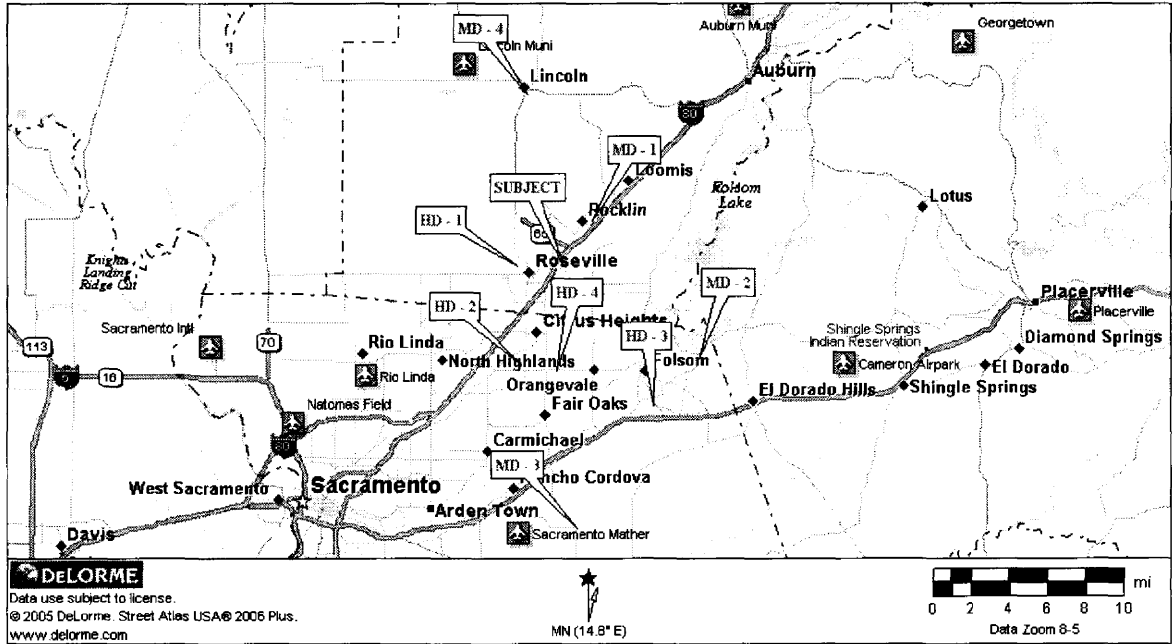 Georgetown
Auburn Muni
MD - 4
Lincoln Muni
Lincoln
Auburn
80
MD - 1
Loomis
SUBJECT
Folsom
Lake
Lotus
Rocklin
HD - 1
65
Roseville
Knights
Landing
Ridge Cut
HD - 2
HD - 4
MD - 2
Placerville
Placerville
Sacramento Intl
70
113
Citrus Heights
HD - 3
Shingle Springs
Indian Reservation
Diamond Springs
Rio Linda
North Highlands
Folsom
Cameron Airpark
El Dorado
16
Rio Linda
Orangevale
Shingle Springs
Natomas Field
Fair Oaks
El Dorado Hills
80
Carmichael
MD - 3
Rancho Cordova
West Sacramento
Sacramento
Arden Town
Sacramento Mather
Davis
DELORME
Data use subject to license.
© 2005 DeLorme. Street Atlas USA® 2006 Plus.
www.delorme.com
MN (14.8° E)
mi
0 2 4 6 8 10
Data Zoom 8-5